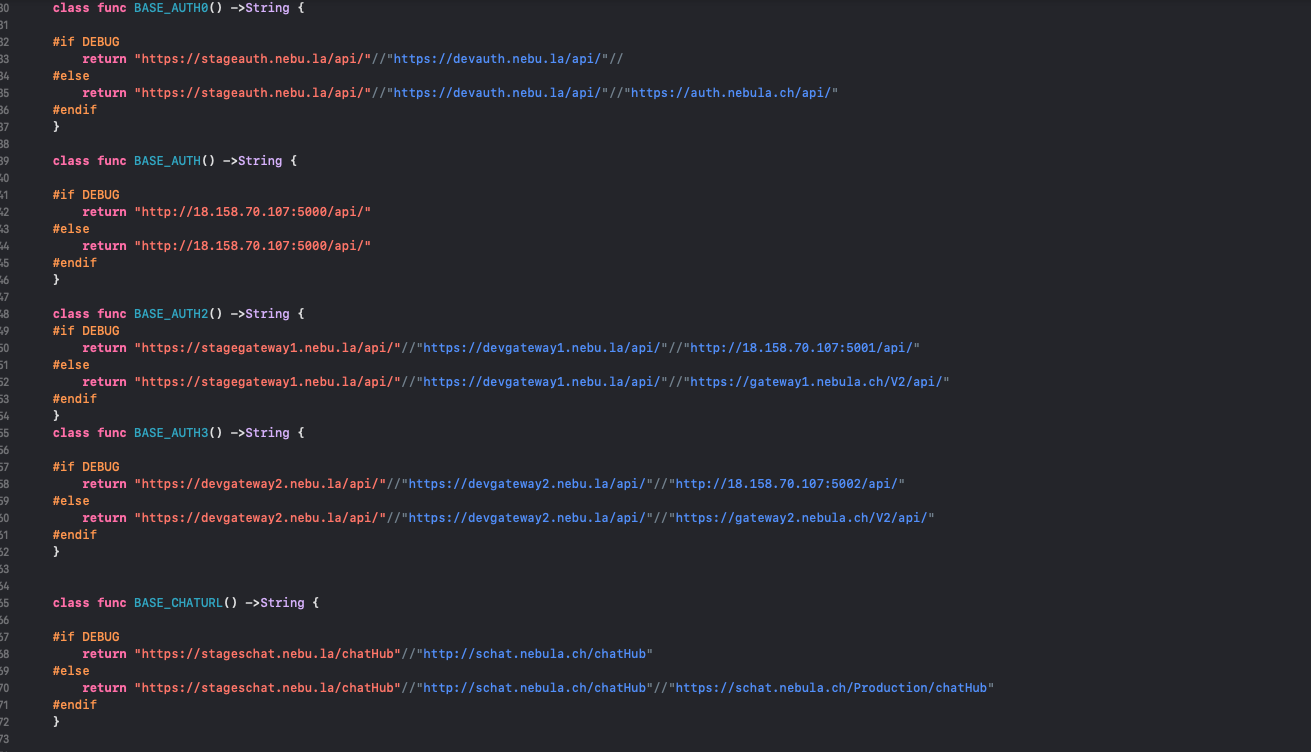 30 class func BASE_AUTH0() ->String {
31
32 #if DEBUG
33 return "https://stageauth.nebu.la/api/"//"https://devauth.nebu.la/api/"//
34 #else
35 return "https://stageauth.nebu.la/api/"//"https://devauth.nebu.la/api/"//"https://auth.nebula.ch/api/"
36 #endif
37 }
38
39 class func BASE_AUTH() ->String {
40
41 #if DEBUG
42 return "http://18.158.70.107:5000/api/"
43 #else
44 return "http://18.158.70.107:5000/api/"
45 #endif
46 }
47
48 class func BASE_AUTH2() ->String {
49 #if DEBUG
50 return "https://stagegateway1.nebu.la/api/"//"https://devgateway1.nebu.la/api/"//"http://18.158.70.107:5001/api/"
51 #else
52 return "https://stagegateway1.nebu.la/api/"//"https://devgateway1.nebu.la/api/"//"https://gateway1.nebula.ch/V2/api/"
53 #endif
54 }
55 class func BASE_AUTH3() ->String {
56
57 #if DEBUG
58 return "https://devgateway2.nebu.la/api/"//"https://devgateway2.nebu.la/api/"//"http://18.158.70.107:5002/api/"
59 #else
60 return "https://devgateway2.nebu.la/api/"//"https://devgateway2.nebu.la/api/"//"https://gateway2.nebula.ch/V2/api/"
61 #endif
62 }
63
64
65 class func BASE_CHATURL() ->String {
66
67 #if DEBUG
68 return "https://stageschat.nebu.la/chatHub"//"http://schat.nebula.ch/chatHub"
69 #else
70 return "https://stageschat.nebu.la/chatHub"//"http://schat.nebula.ch/chatHub"//"https://schat.nebula.ch/Production/chatHub"
71 #endif
72 }
73